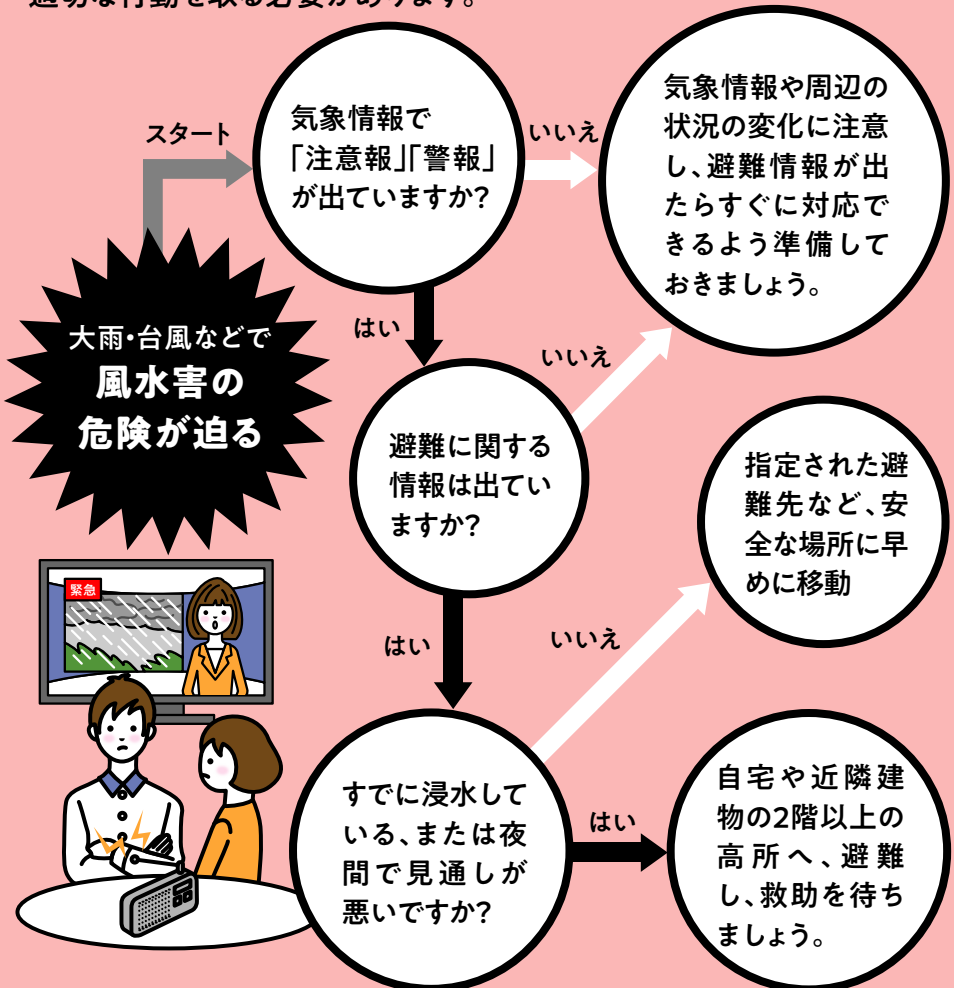 適切な行動を取る必要があります。
スタート
気象情報で
「注意報」「警報」
が出ていますか?
いいえ
気象情報や周辺の
状況の変化に注意
し、避難情報が出
たらすぐに対応で
きるよう準備して
おきましょう。
大雨・台風などで
風水害の
危険が迫る
はい
いいえ
避難に関する
情報は出てい
ますか?
指定された避
難先など、安
全な場所に早
めに移動
緊急
はい
いいえ
すでに浸水して
いる、または夜
間で見通しが
悪いですか?
はい
自宅や近隣建
物の2階以上の
高所へ、避難
し、救助を待ち
ましょう。